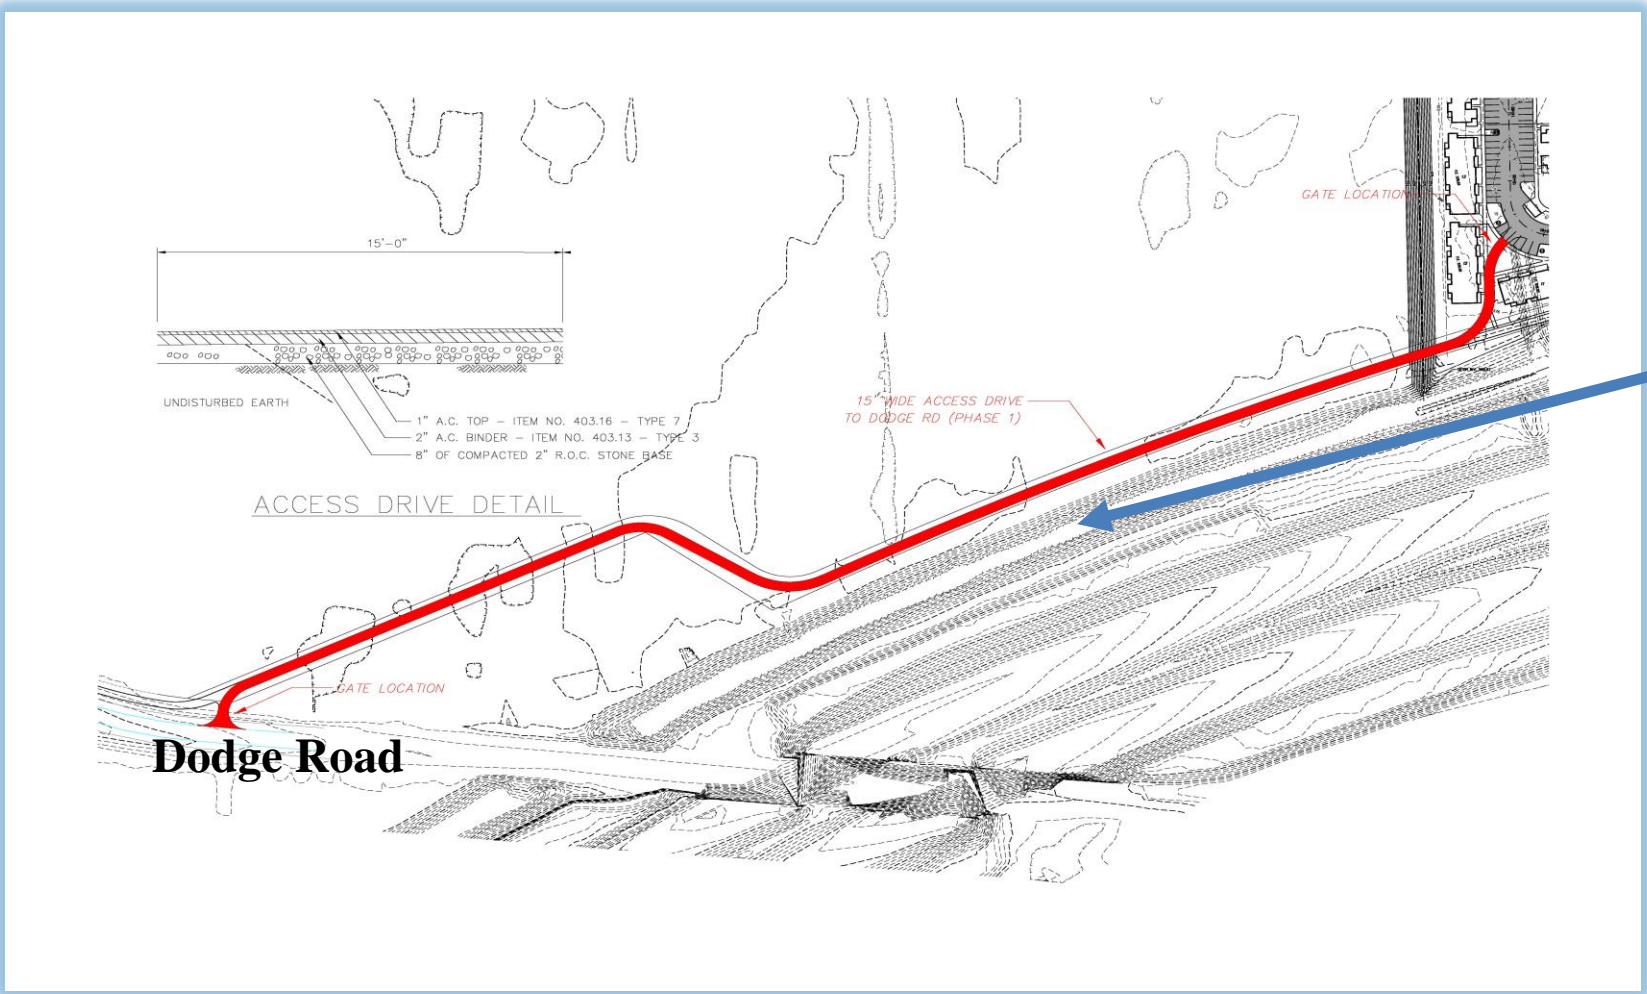 GATE LOCATION
15'-0"
UNDISTURBED EARTH
1" A.C. TOP - ITEM NO. 403.16 - TYPE 7
2" A.C. BINDER - ITEM NO. 403.13 - TYPE 3
8" OF COMPACTED 2" R.O.C. STONE BASE
15' WIDE ACCESS DRIVE
TO DODGE RD (PHASE 1)
ACCESS DRIVE DETAIL
GATE LOCATION
Dodge Road